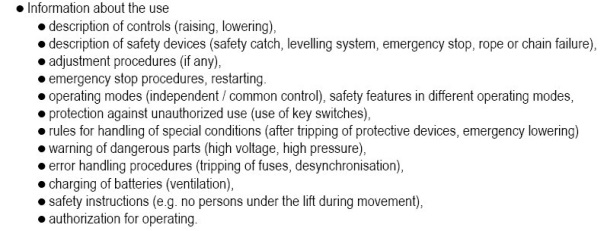 ● Information about the use
● description of controls (raising, lowering),
● description of safety devices (safety catch, levelling system, emergency stop, rope or chain failure),
● adjustment procedures (if any),
● emergency stop procedures, restarting.
● operating modes (independent / common control), safety features in different operating modes,
● protection against unauthorized use (use of key switches),
● rules for handling of special conditions (after tripping of protective devices, emergency lowering)
● warning of dangerous parts (high voltage, high pressure),
● error handling procedures (tripping of fuses, desynchronisation),
● charging of batteries (ventilation),
● safety instructions (e.g. no persons under the lift during movement),
● authorization for operating.